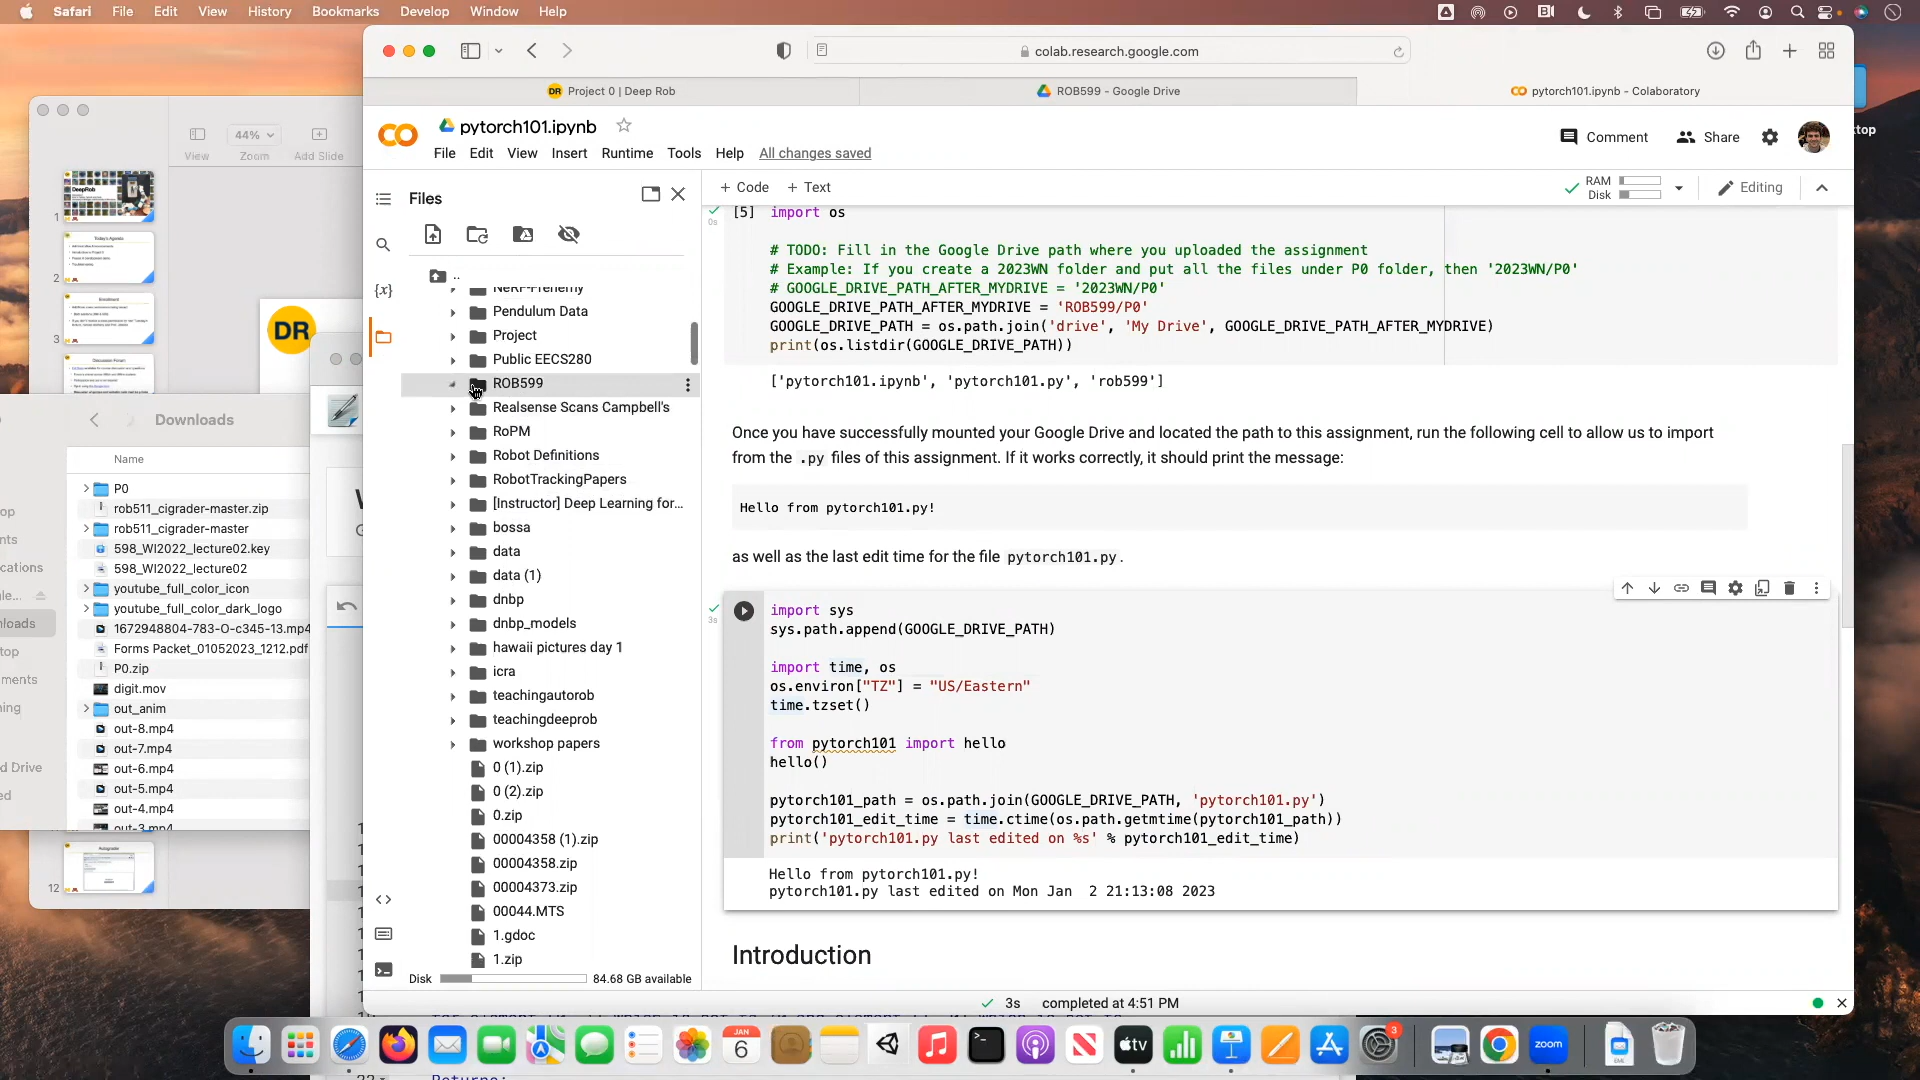 Safari File Edit View History Bookmarks Develop Window Help
colab.research.google.com
DR Project 0 | Deep Rob
ROB599 - Google Drive
pytorch101.ipynb - Colaboratory
pytorch101.ipynb
File Edit View Insert Runtime Tools Help All changes saved
Comment
Share
Files
+ Code + Text
RAM
Disk
Editing
..
NeRF-Frenemy
Pendulum Data
Project
Public EECS280
ROB599
Realsense Scans Campbell's
RoPM
Robot Definitions
RobotTrackingPapers
[Instructor] Deep Learning for...
bossa
data
data (1)
dnbp
dnbp_models
hawaii pictures day 1
icra
teachingautorob
teachingdeeprob
workshop papers
0 (1).zip
0 (2).zip
0.zip
00004358 (1).zip
00004358.zip
00004373.zip
00044.MTS
1.gdoc
1.zip
Disk 84.68 GB available
[5] import os
0s
# TODO: Fill in the Google Drive path where you uploaded the assignment
# Example: If you create a 2023WN folder and put all the files under P0 folder, then '2023WN/P0'
# GOOGLE_DRIVE_PATH_AFTER_MYDRIVE = '2023WN/P0'
GOOGLE_DRIVE_PATH_AFTER_MYDRIVE = 'ROB599/P0'
GOOGLE_DRIVE_PATH = os.path.join('drive', 'My Drive', GOOGLE_DRIVE_PATH_AFTER_MYDRIVE)
print(os.listdir(GOOGLE_DRIVE_PATH))
['pytorch101.ipynb', 'pytorch101.py', 'rob599']
Once you have successfully mounted your Google Drive and located the path to this assignment, run the following cell to allow us to import
from the .py files of this assignment. If it works correctly, it should print the message:
Hello from pytorch101.py!
as well as the last edit time for the file pytorch101.py.
3s
import sys
sys.path.append(GOOGLE_DRIVE_PATH)
import time, os
os.environ["TZ"] = "US/Eastern"
time.tzset()
from pytorch101 import hello
hello()
pytorch101_path = os.path.join(GOOGLE_DRIVE_PATH, 'pytorch101.py')
pytorch101_edit_time = time.ctime(os.path.getmtime(pytorch101_path))
print('pytorch101.py last edited on %s' % pytorch101_edit_time)
Hello from pytorch101.py!
pytorch101.py last edited on Mon Jan  2 21:13:08 2023
Introduction
3s completed at 4:51 PM
44%
View Zoom Add Slide
1
2
3
DR
Downloads
Name
P0
rob511_cigrader-master.zip
rob511_cigrader-master
598_WI2022_lecture02.key
598_WI2022_lecture02
youtube_full_color_icon
youtube_full_color_dark_logo
1672948804-783-O-c345-13.mp4
Forms Packet_01052023_1212.pdf
P0.zip
digit.mov
out_anim
out-8.mp4
out-7.mp4
out-6.mp4
out-5.mp4
out-4.mp4
out-3.mp4
12
top
JAN
6
tv
3
zoom
Returns: